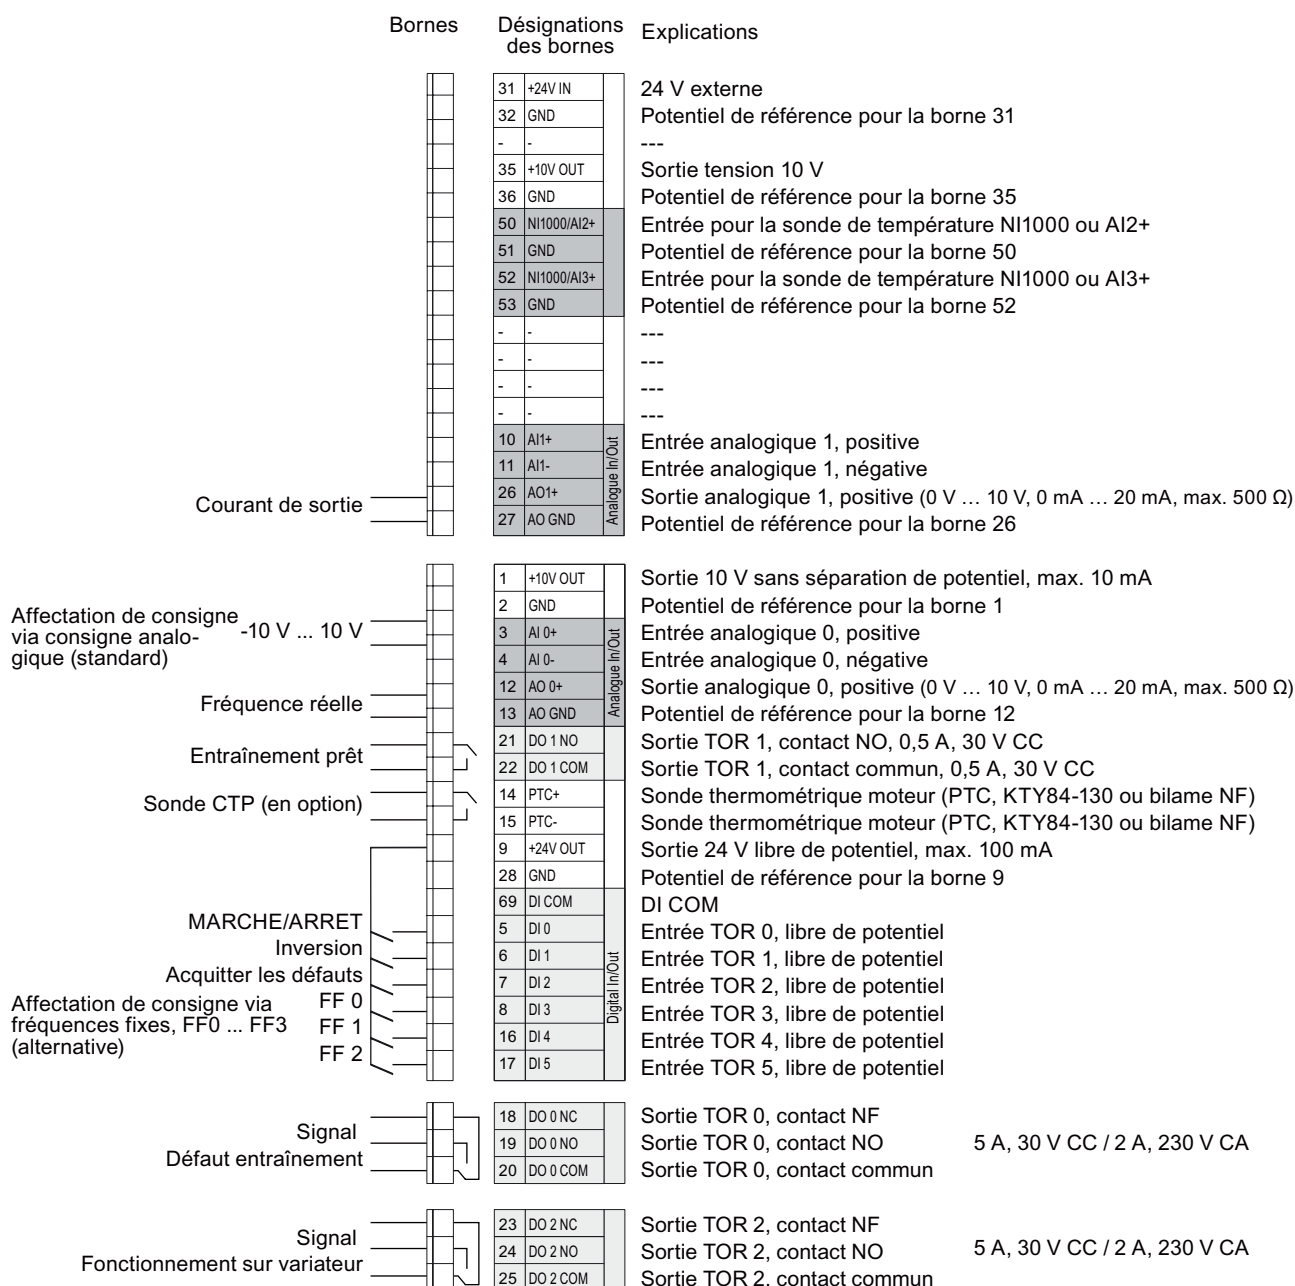 Bornes Désignations des bornes Explications
31 +24V IN 24 V externe
32 GND Potentiel de référence pour la borne 31
- - ---
35 +10V OUT Sortie tension 10 V
36 GND Potentiel de référence pour la borne 35
50 NI1000/AI2+ Entrée pour la sonde de température NI1000 ou AI2+
51 GND Potentiel de référence pour la borne 50
52 NI1000/AI3+ Entrée pour la sonde de température NI1000 ou AI3+
53 GND Potentiel de référence pour la borne 52
- - ---
- - ---
- - ---
- - ---
Analogue In/Out
10 AI1+ Entrée analogique 1, positive
11 AI1- Entrée analogique 1, négative
Courant de sortie
26 AO1+ Sortie analogique 1, positive (0 V … 10 V, 0 mA … 20 mA, max. 500 Ω)
27 AO GND Potentiel de référence pour la borne 26
1 +10V OUT Sortie 10 V sans séparation de potentiel, max. 10 mA
2 GND Potentiel de référence pour la borne 1
Affectation de consigne
via consigne analo-
gique (standard)
-10 V ... 10 V
Analogue In/Out
3 AI 0+ Entrée analogique 0, positive
4 AI 0- Entrée analogique 0, négative
Fréquence réelle
12 AO 0+ Sortie analogique 0, positive (0 V … 10 V, 0 mA … 20 mA, max. 500 Ω)
13 AO GND Potentiel de référence pour la borne 12
Entraînement prêt
21 DO 1 NO Sortie TOR 1, contact NO, 0,5 A, 30 V CC
22 DO 1 COM Sortie TOR 1, contact commun, 0,5 A, 30 V CC
Sonde CTP (en option)
14 PTC+ Sonde thermométrique moteur (PTC, KTY84-130 ou bilame NF)
15 PTC- Sonde thermométrique moteur (PTC, KTY84-130 ou bilame NF)
9 +24V OUT Sortie 24 V libre de potentiel, max. 100 mA
28 GND Potentiel de référence pour la borne 9
Digital In/Out
69 DI COM DI COM
MARCHE/ARRET 5 DI 0 Entrée TOR 0, libre de potentiel
Inversion 6 DI 1 Entrée TOR 1, libre de potentiel
Acquitter les défauts 7 DI 2 Entrée TOR 2, libre de potentiel
Affectation de consigne via
fréquences fixes, FF0 ... FF3
(alternative)
FF 0 8 DI 3 Entrée TOR 3, libre de potentiel
FF 1 16 DI 4 Entrée TOR 4, libre de potentiel
FF 2 17 DI 5 Entrée TOR 5, libre de potentiel
Signal
Défaut entraînement
18 DO 0 NC Sortie TOR 0, contact NF
19 DO 0 NO Sortie TOR 0, contact NO 5 A, 30 V CC / 2 A, 230 V CA
20 DO 0 COM Sortie TOR 0, contact commun
Signal
Fonctionnement sur variateur
23 DO 2 NC Sortie TOR 2, contact NF
24 DO 2 NO Sortie TOR 2, contact NO 5 A, 30 V CC / 2 A, 230 V CA
25 DO 2 COM Sortie TOR 2, contact commun